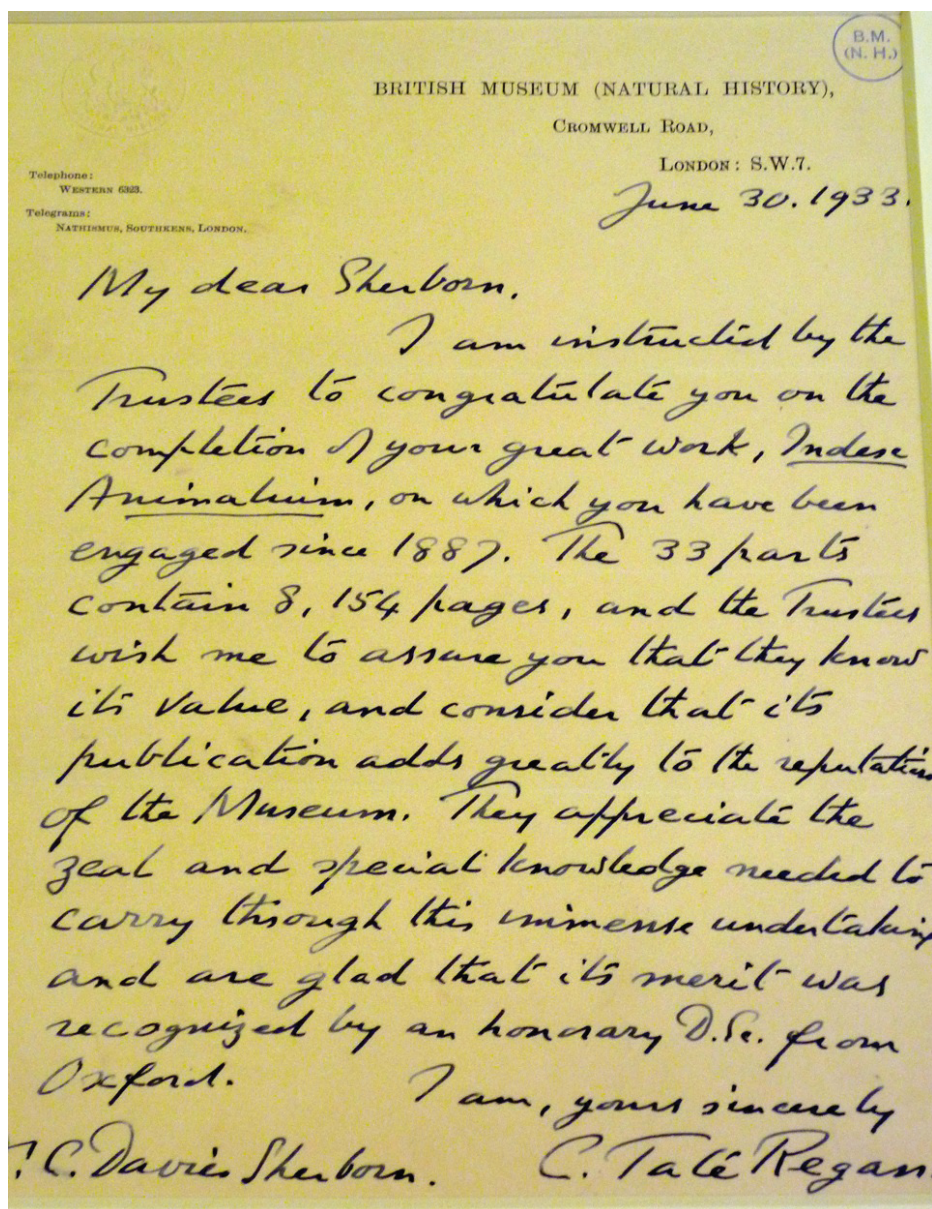 B.M.
(N. H.)
BRITISH MUSEUM (NATURAL HISTORY),
CROMWELL ROAD,
LONDON: S.W.7.
Telephone:
WESTERN 6323.
Telegrams:
NATHISMUS, SOUTHKENS, LONDON.
June 30. 1933.
My dear Sherborn,
I am instructed by the
Trustees to congratulate you on the
completion of your great work, Index
Animalium, on which you have been
engaged since 1887. The 33 parts
contain 8,154 pages, and the Trustees
wish me to assure you that they know
its value, and consider that its
publication adds greatly to the reputation
of the Museum. They appreciate the
zeal and special knowledge needed to
carry through this immense undertaking
and are glad that its merit was
recognized by an honorary D.Sc. from
Oxford.
I am, yours sincerely
C. Tate Regan.
C. Davies Sherborn.